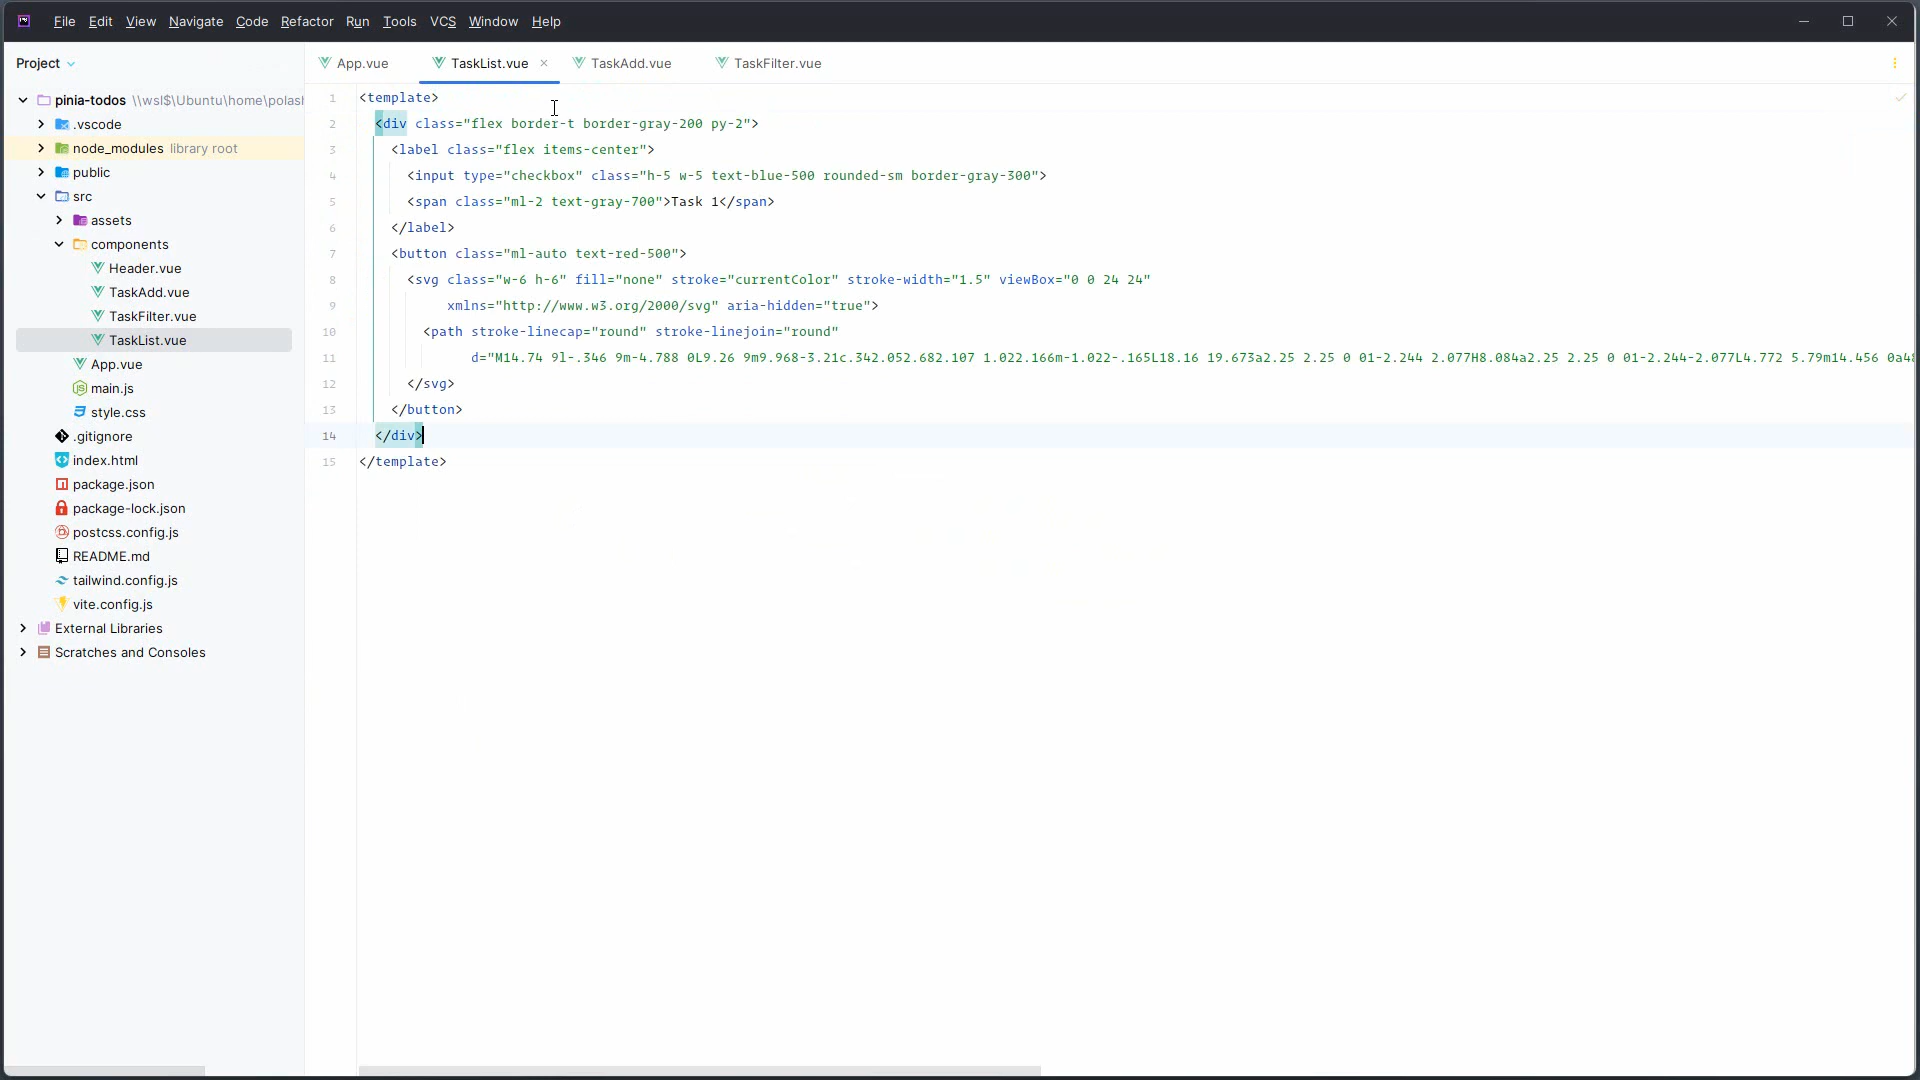 File Edit View Navigate Code Refactor Run Tools VCS Window Help
Project
App.vue TaskList.vue TaskAdd.vue TaskFilter.vue
pinia-todos \\wsl$\Ubuntu\home\polash
.vscode
node_modules library root
public
src
assets
components
Header.vue
TaskAdd.vue
TaskFilter.vue
TaskList.vue
App.vue
main.js
style.css
.gitignore
index.html
package.json
package-lock.json
postcss.config.js
README.md
tailwind.config.js
vite.config.js
External Libraries
Scratches and Consoles
1 <template>
2 <div class="flex border-t border-gray-200 py-2">
3 <label class="flex items-center">
4 <input type="checkbox" class="h-5 w-5 text-blue-500 rounded-sm border-gray-300">
5 <span class="ml-2 text-gray-700">Task 1</span>
6 </label>
7 <button class="ml-auto text-red-500">
8 <svg class="w-6 h-6" fill="none" stroke="currentColor" stroke-width="1.5" viewBox="0 0 24 24"
9 xmlns="http://www.w3.org/2000/svg" aria-hidden="true">
10 <path stroke-linecap="round" stroke-linejoin="round"
11 d="M14.74 9l-.346 9m-4.788 0L9.26 9m9.968-3.21c.342.052.682.107 1.022.166m-1.022-.165L18.16 19.673a2.25 2.25 0 01-2.244 2.077H8.084a2.25 2.25 0 01-2.244-2.077L4.772 5.79m14.456 0a48
12 </svg>
13 </button>
14 </div>
15 </template>